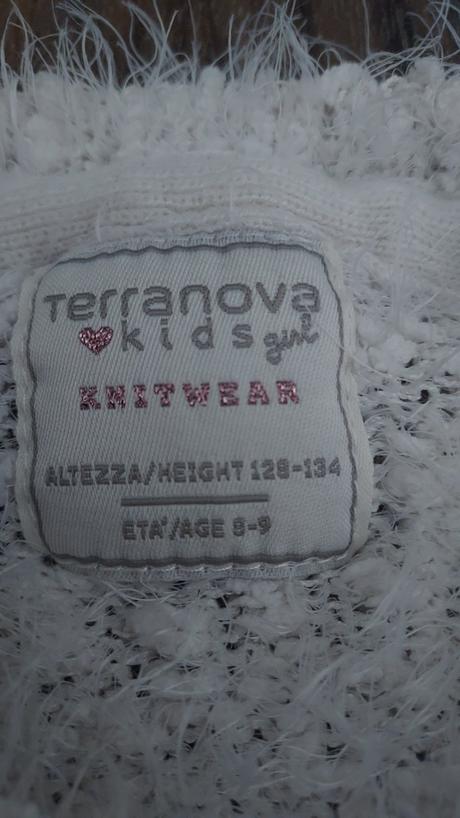 Terranova
kids girl
KNITWEAR
ALTEZZA/HEIGHT 128-134
ETA'/AGE 8-9